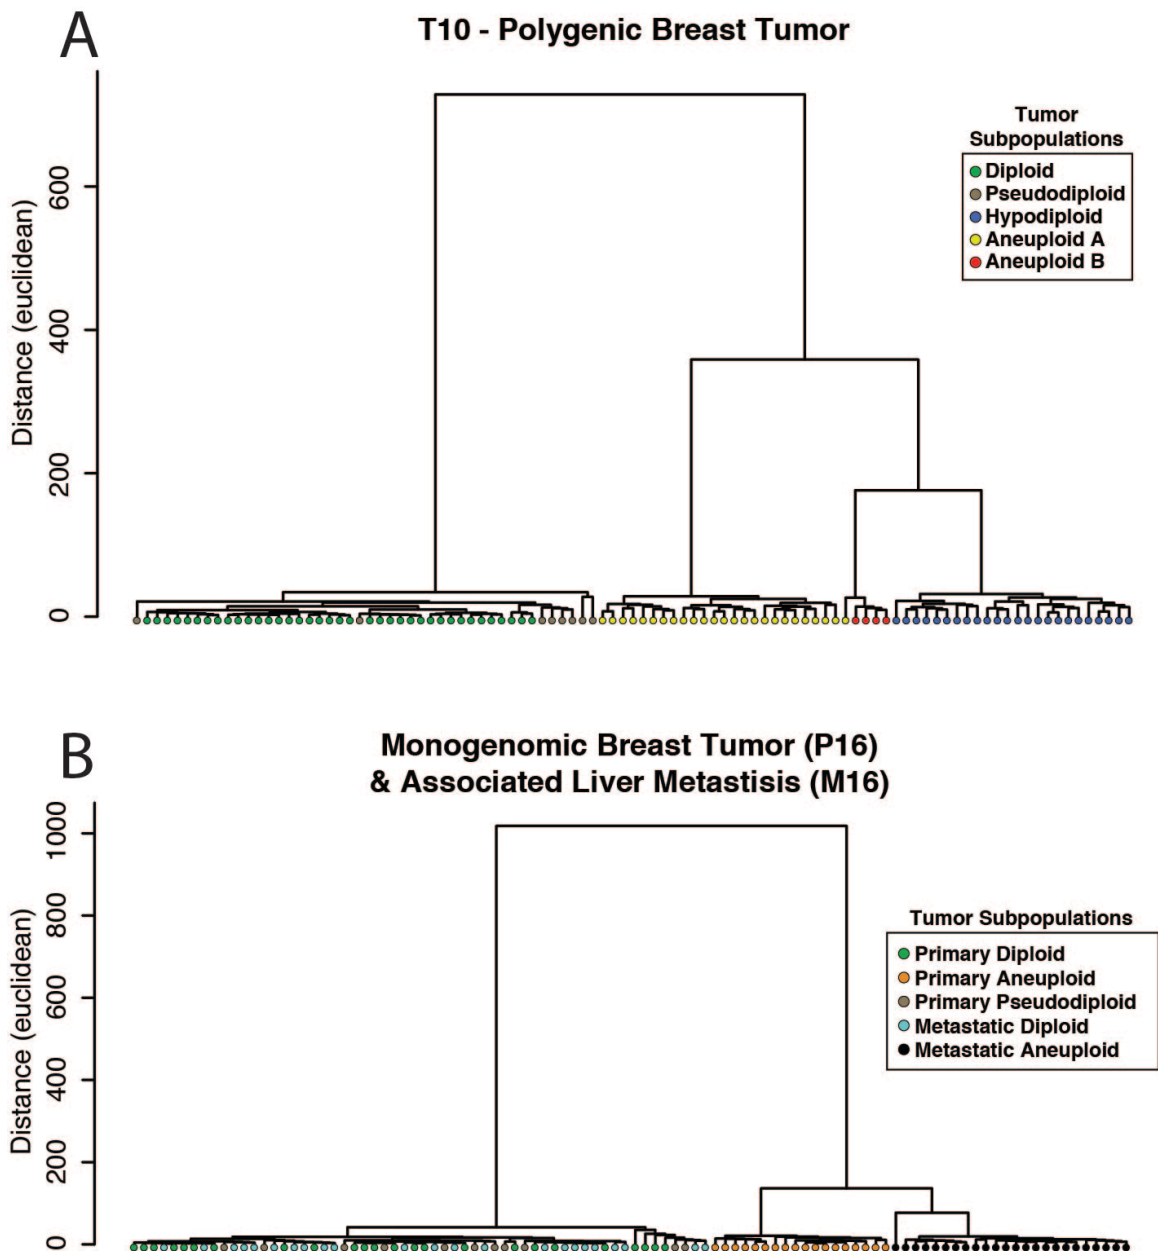 A
T10 - Polygenic Breast Tumor
Distance (euclidean)
600
400
200
0
Tumor
Subpopulations
Diploid
Pseudodiploid
Hypodiploid
Aneuploid A
Aneuploid B
B
Monogenomic Breast Tumor (P16)
& Associated Liver Metastisis (M16)
Distance (euclidean)
1000
800
600
400
200
0
Tumor Subpopulations
Primary Diploid
Primary Aneuploid
Primary Pseudodiploid
Metastatic Diploid
Metastatic Aneuploid